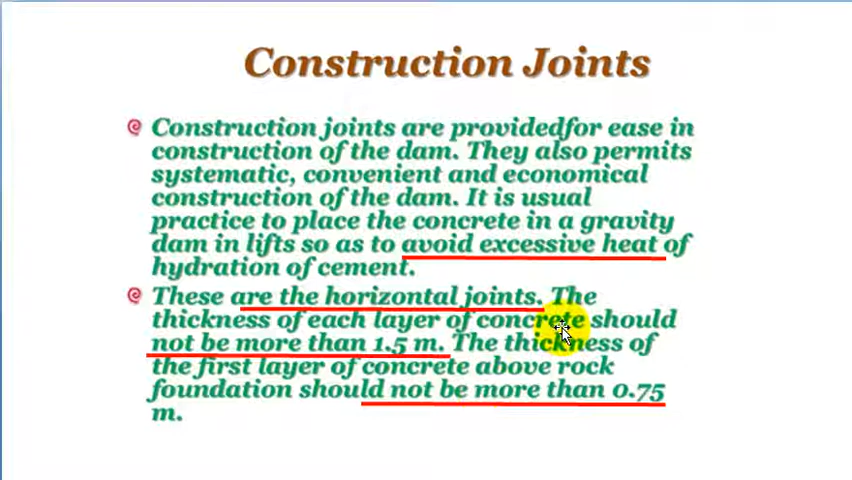 Construction Joints
Construction joints are providedfor ease in
construction of the dam. They also permits
systematic, convenient and economical
construction of the dam. It is usual
practice to place the concrete in a gravity
dam in lifts so as to avoid excessive heat of
hydration of cement.
These are the horizontal joints. The
thickness of each layer of concrete should
not be more than 1.5 m. The thickness of
the first layer of concrete above rock
foundation should not be more than 0.75
m.